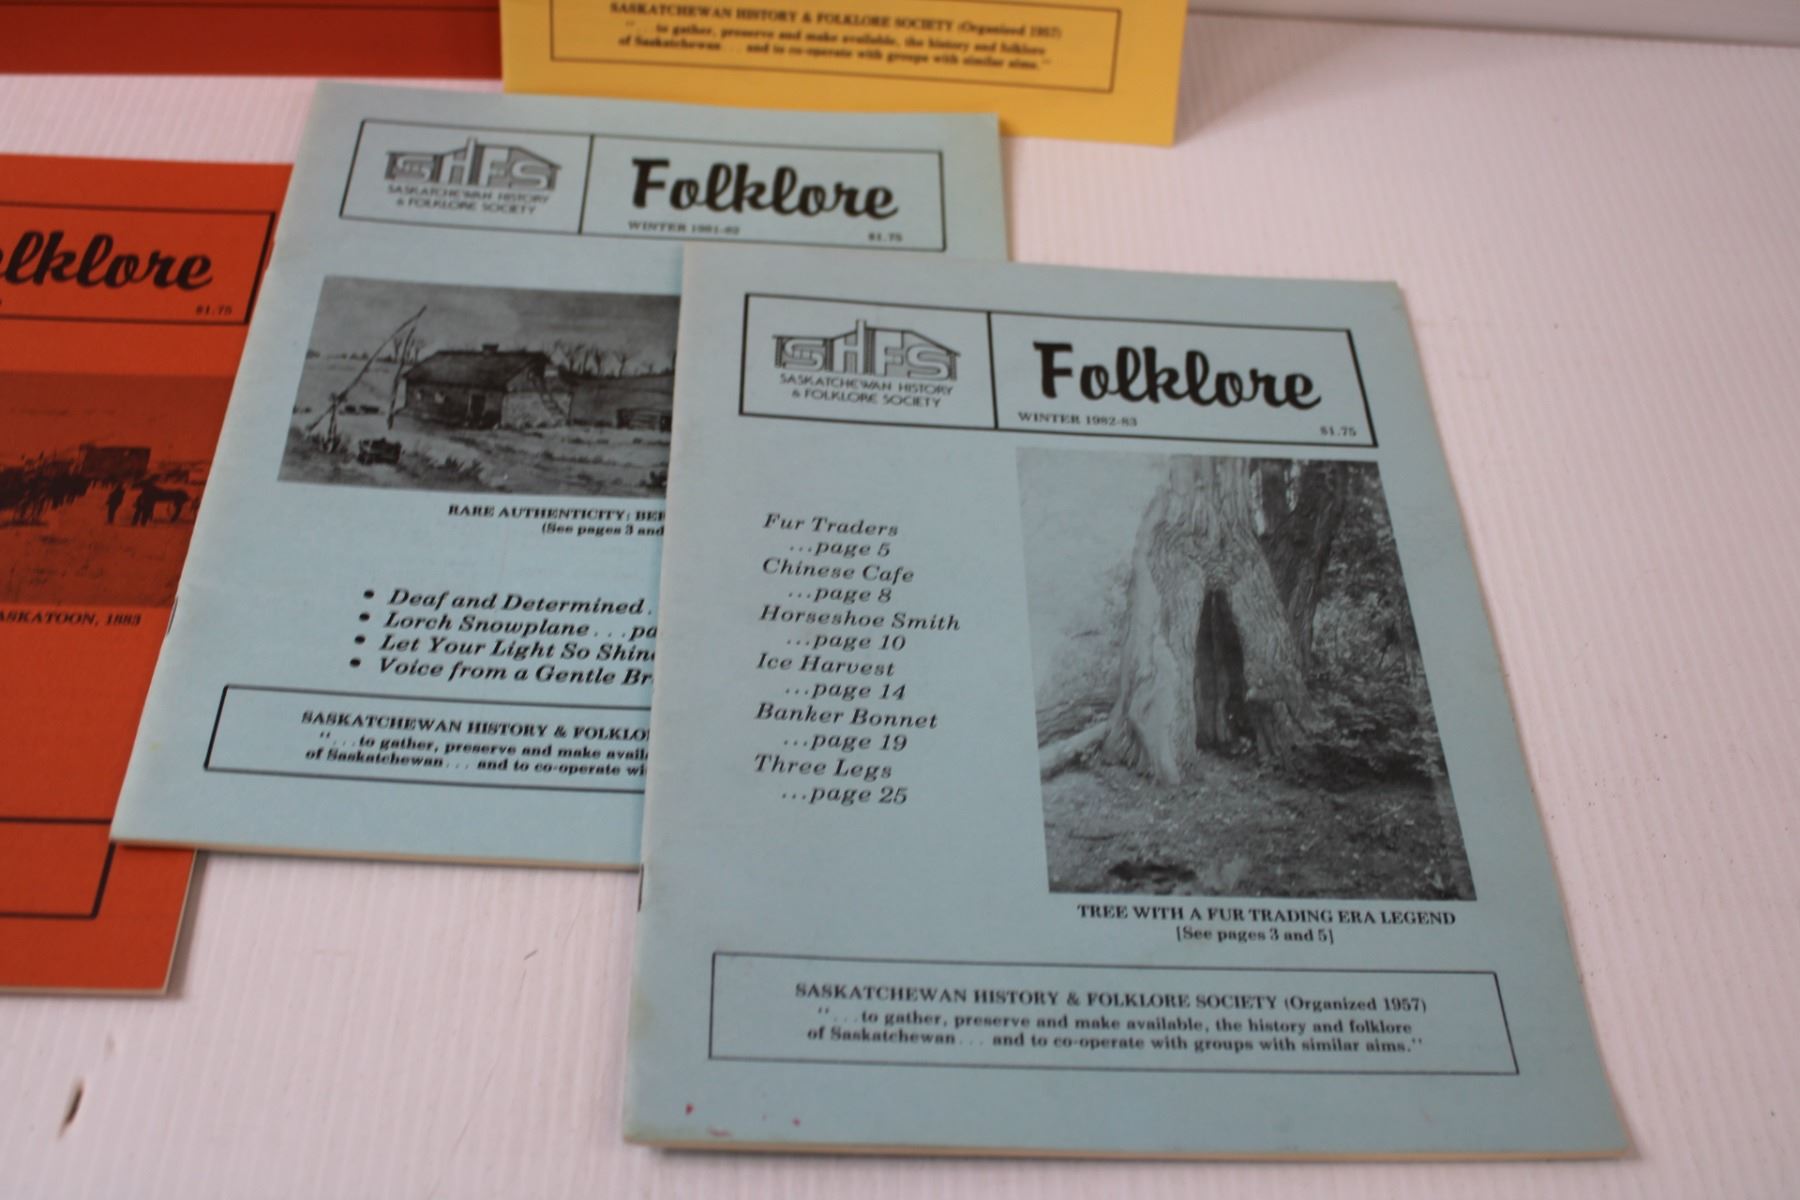 SASKATCHEWAN HISTORY & FOLKLORE SOCIETY (Organized 1957)
"...to gather, preserve and make available, the history and folklore
of Saskatchewan... and to co-operate with groups with similar aims."
SHFS
SASKATCHEWAN HISTORY
& FOLKLORE SOCIETY
Folklore
WINTER 1981-82
$1.75
RARE AUTHENTICITY:
(See pages 3 and
• Deaf and Determined.
• Lorch Snowplane...
• Let Your Light So
• Voice from a Gentle
SASKATCHEWAN HISTORY &
"...to gather, preserve and make
of Saskatchewan... and to co-operate
$1.75
1883
SHFS
SASKATCHEWAN HISTORY
& FOLKLORE SOCIETY
Folklore
WINTER 1982-83
$1.75
Fur Traders
...page 5
Chinese Cafe
...page 8
Horseshoe Smith
...page 10
Ice Harvest
...page 14
Banker Bonnet
...page 19
Three Legs
...page 25
TREE WITH A FUR TRADING ERA LEGEND
[See pages 3 and 5]
SASKATCHEWAN HISTORY & FOLKLORE SOCIETY (Organized 1957)
"...to gather, preserve and make available, the history and folklore
of Saskatchewan... and to co-operate with groups with similar aims."